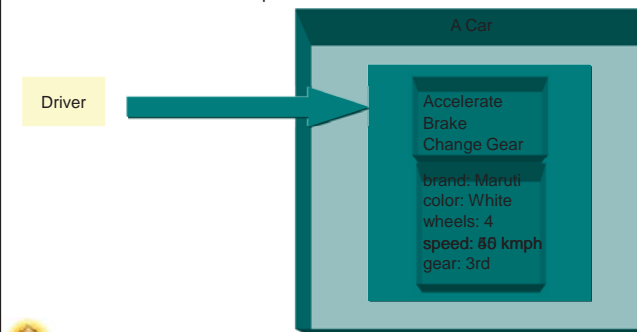 A Car
Driver
Accelerate
Brake
Change Gear
brand: Maruti
color: White
wheels: 4
speed: kmph
gear: 3rd